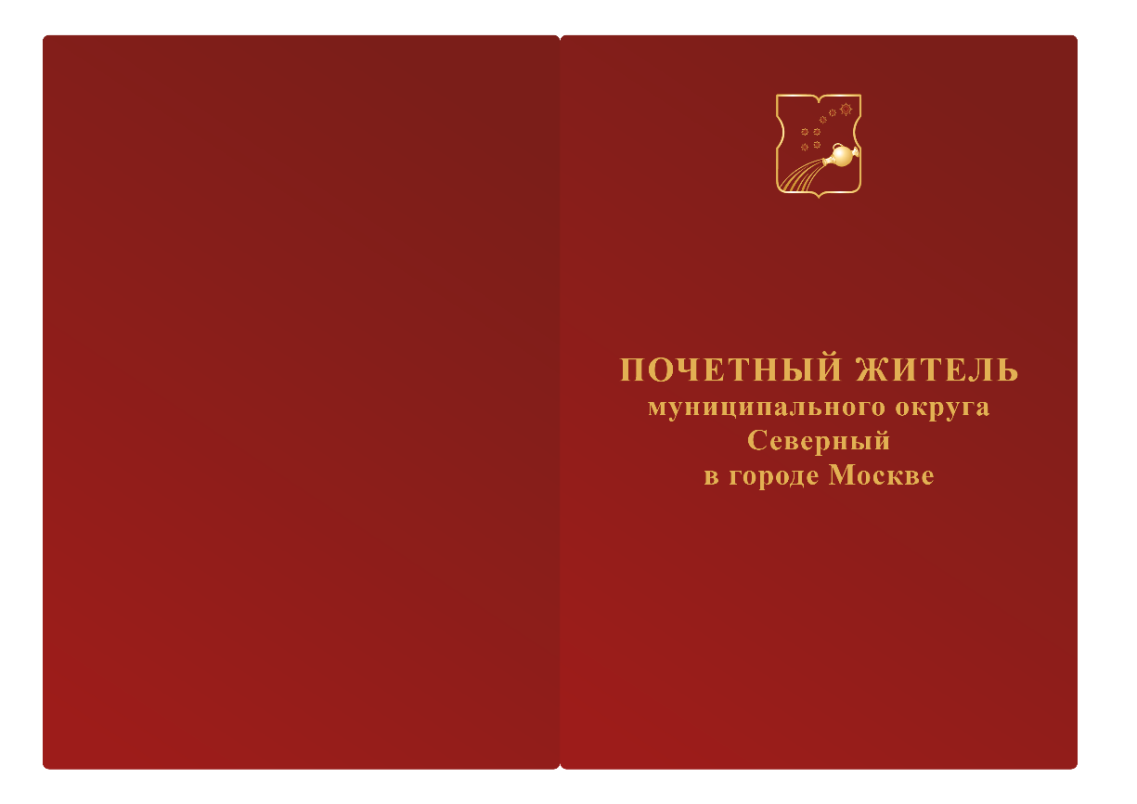 ПОЧЕТНЫЙ ЖИТЕЛЬ
муниципального округа
Северный
в городе Москве